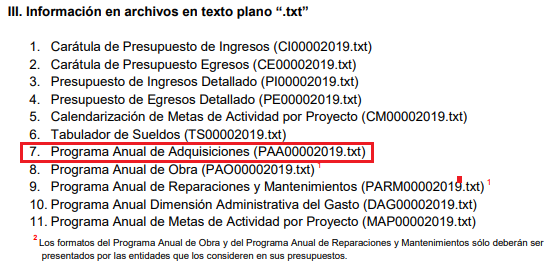 III. Información en archivos en texto plano “.txt”
1. Carátula de Presupuesto de Ingresos (CI00002019.txt)
2. Carátula de Presupuesto Egresos (CE00002019.txt)
3. Presupuesto de Ingresos Detallado (PI00002019.txt)
4. Presupuesto de Egresos Detallado (PE00002019.txt)
5. Calendarización de Metas de Actividad por Proyecto (CM00002019.txt)
6. Tabulador de Sueldos (TS00002019.txt)
7. Programa Anual de Adquisiciones (PAA00002019.txt)
8. Programa Anual de Obra (PAO00002019.txt) 1
9. Programa Anual de Reparaciones y Mantenimientos (PARM00002019.txt) 1
10. Programa Anual Dimensión Administrativa del Gasto (DAG00002019.txt)
11. Programa Anual de Metas de Actividad por Proyecto (MAP00002019.txt)
2 Los formatos del Programa Anual de Obra y del Programa Anual de Reparaciones y Mantenimientos sólo deberán ser
presentados por las entidades que los consideren en sus presupuestos.